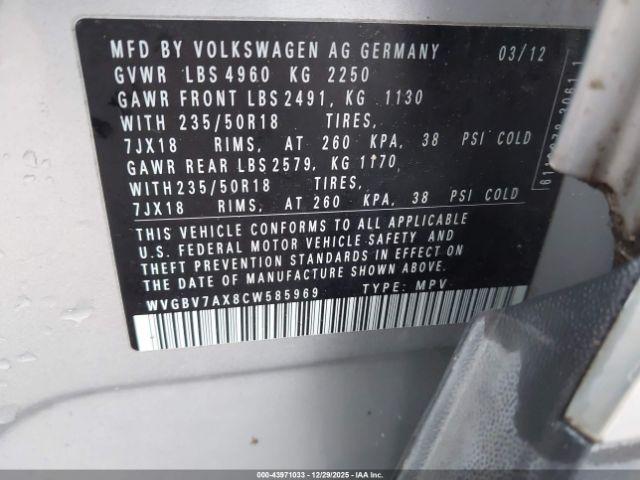 MFD BY VOLKSWAGEN AG GERMANY 03/12
GVWR LBS 4960 KG 2250
GAWR FRONT LBS 2491, KG 1130
WITH 235/50R18 TIRES,
7JX18 RIMS, AT 260 KPA, 38 PSI COLD
GAWR REAR LBS 2579, KG 1170,
WITH 235/50R18 TIRES,
7JX18 RIMS, AT 260 KPA, 38 PSI COLD
THIS VEHICLE CONFORMS TO ALL APPLICABLE
U.S. FEDERAL MOTOR VEHICLE SAFETY AND
THEFT PREVENTION STANDARDS IN EFFECT ON
THE DATE OF MANUFACTURE SHOWN ABOVE.
WVGBV7AX8CW585969 TYPE: MPV
000-43971033 - 12/29/2025 - IAAI.COM